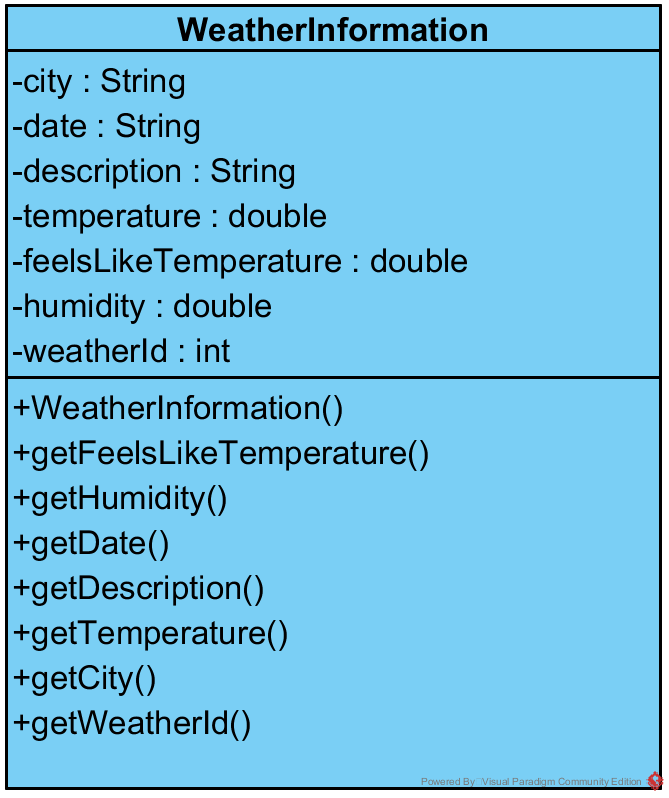 WeatherInformation
-city : String
-date : String
-description : String
-temperature : double
-feelsLikeTemperature : double
-humidity : double
-weatherId : int
+WeatherInformation()
+getFeelsLikeTemperature()
+getHumidity()
+getDate()
+getDescription()
+getTemperature()
+getCity()
+getWeatherId()
Powered By Visual Paradigm Community Edition